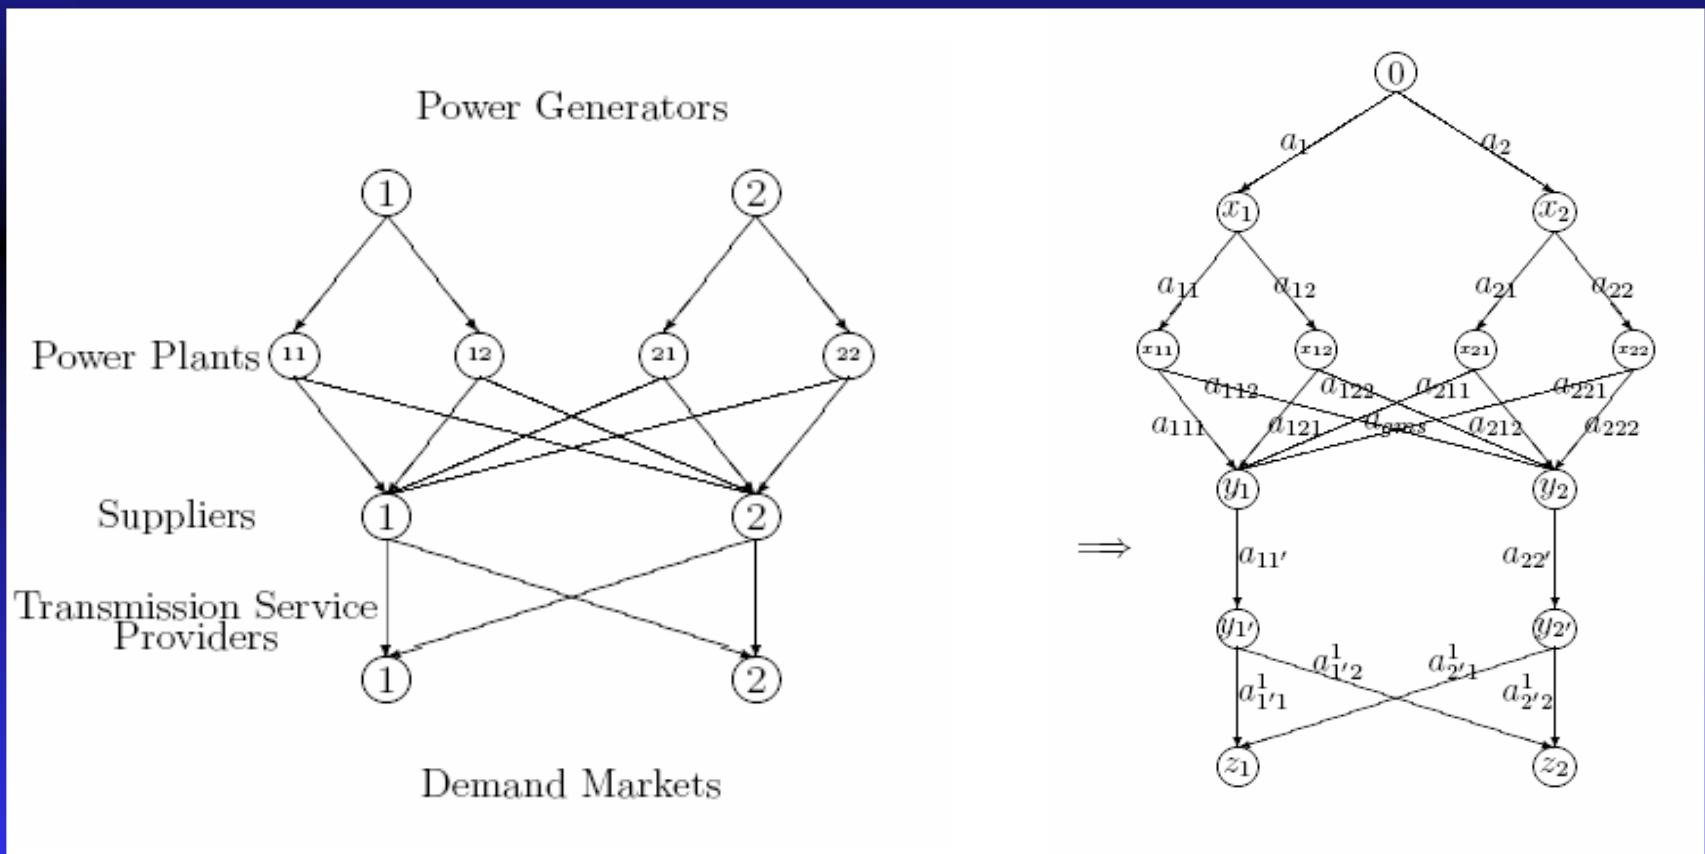 Power Generators
1 2
Power Plants 11 12 21 22
Suppliers 1 2
Transmission Service
Providers
1 2
Demand Markets
⟹
0
a₁ a₂
x₁ x₂
a₁₁ a₁₂ a₂₁ a₂₂
x₁₁ x₁₂ x₂₁ x₂₂
a₁₁₂ a₁₂₂ a₂₁₁ a₂₂₁
a₁₁₁ a₁₂₁ a_gms a₂₁₂ a₂₂₂
y₁ y₂
a₁₁′ a₂₂′
y₁′ y₂′
a¹₁′₂ a¹₂′₁
a¹₁′₁ a¹₂′₂
z₁ z₂